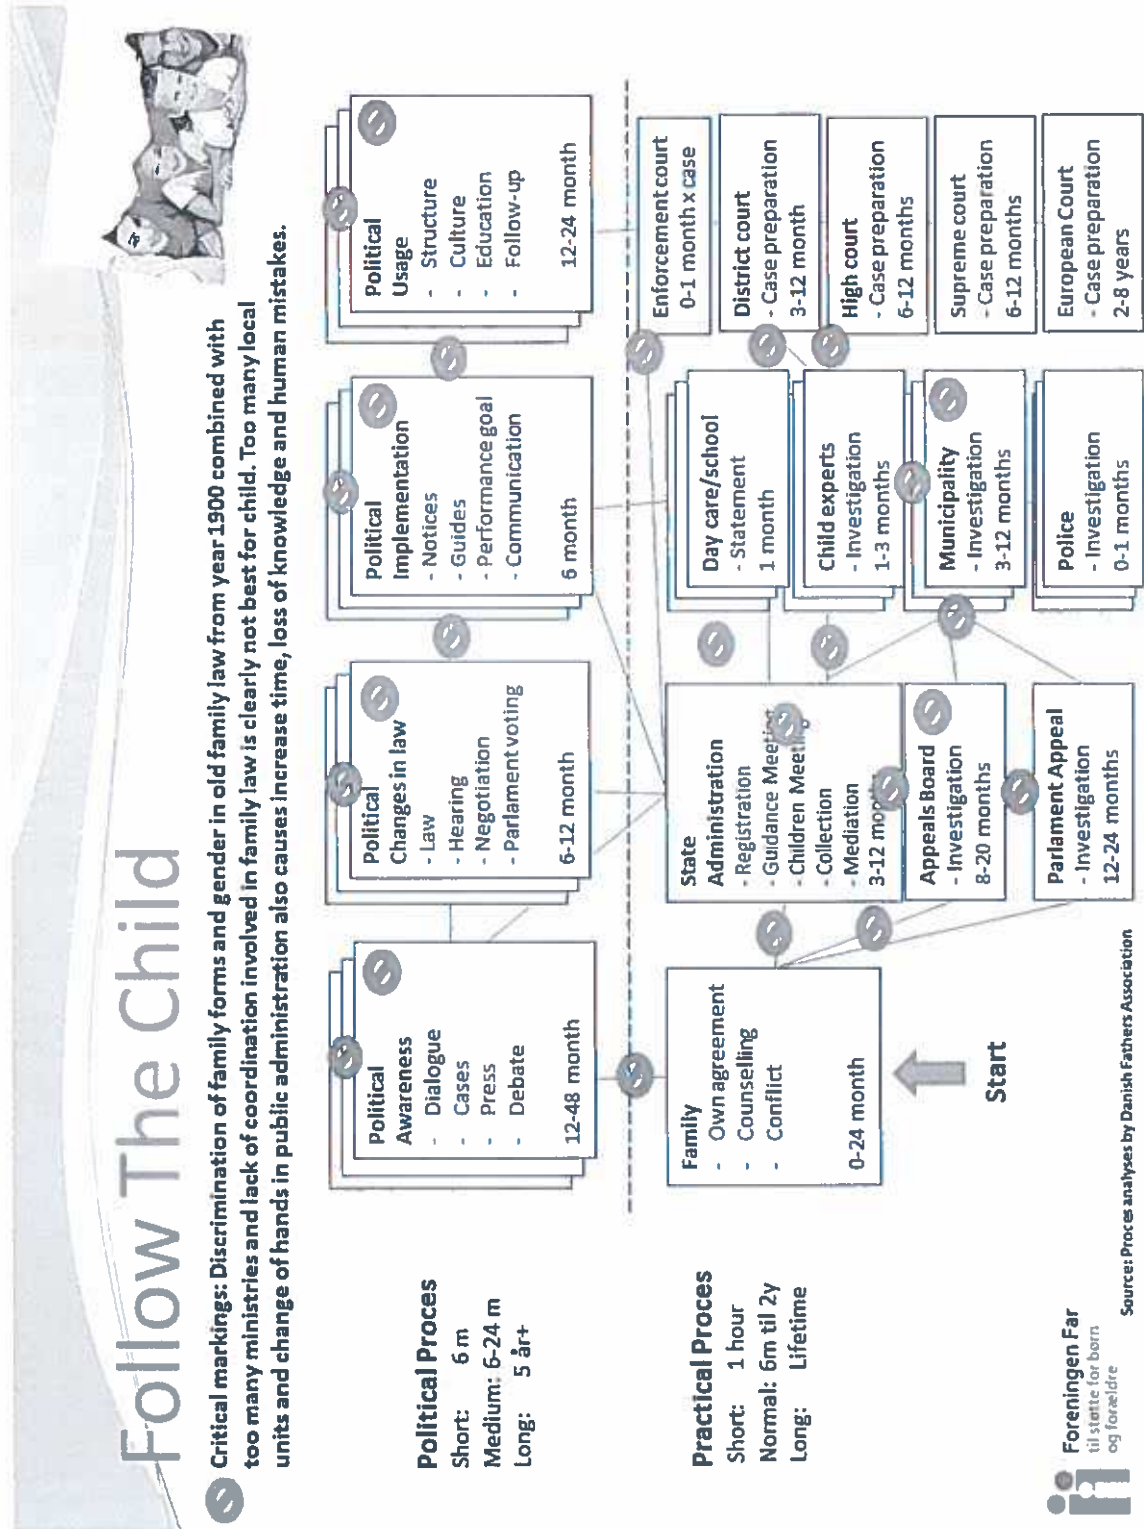 Follow The Child
Critical markings: Discrimination of family forms and gender in old family law from year 1900 combined with
too many ministries and lack of coordination involved in family law is clearly not best for child. Too many local
units and change of hands in public administration also causes increase time, loss of knowledge and human mistakes.
Political Proces
Short: 6 m
Medium: 6-24 m
Long: 5 år+
Political
Awareness
- Dialogue
- Cases
- Press
- Debate
12-48 month
Political
Changes in law
- Law
- Hearing
- Negotiation
- Parlament voting
6-12 month
Political
Implementation
- Notices
- Guides
- Performance goal
- Communication
6 month
Political
Usage
- Structure
- Culture
- Education
- Follow-up
12-24 month
Practical Proces
Short: 1 hour
Normal: 6m til 2y
Long: Lifetime
Family
- Own agreement
- Counselling
- Conflict
0-24 month
Start
State
Administration
- Registration
- Guidance Meeting
- Children Meeting
- Collection
- Mediation
3-12
Appeals Board
- Investigation
8-20 months
Parlament Appeal
- Investigation
12-24 months
Day care/school
- Statement
1 month
Child experts
- Investigation
1-3 months
Municipality
- Investigation
3-12 months
Police
- Investigation
0-1 months
Enforcement court
0-1 month x case
District court
- Case preparation
3-12 month
High court
- Case preparation
6-12 months
Supreme court
- Case preparation
6-12 months
European Court
- Case preparation
2-8 years
Foreningen Far
til støtte for børn
og forældre
Source: Proces analyses by Danish Fathers Association